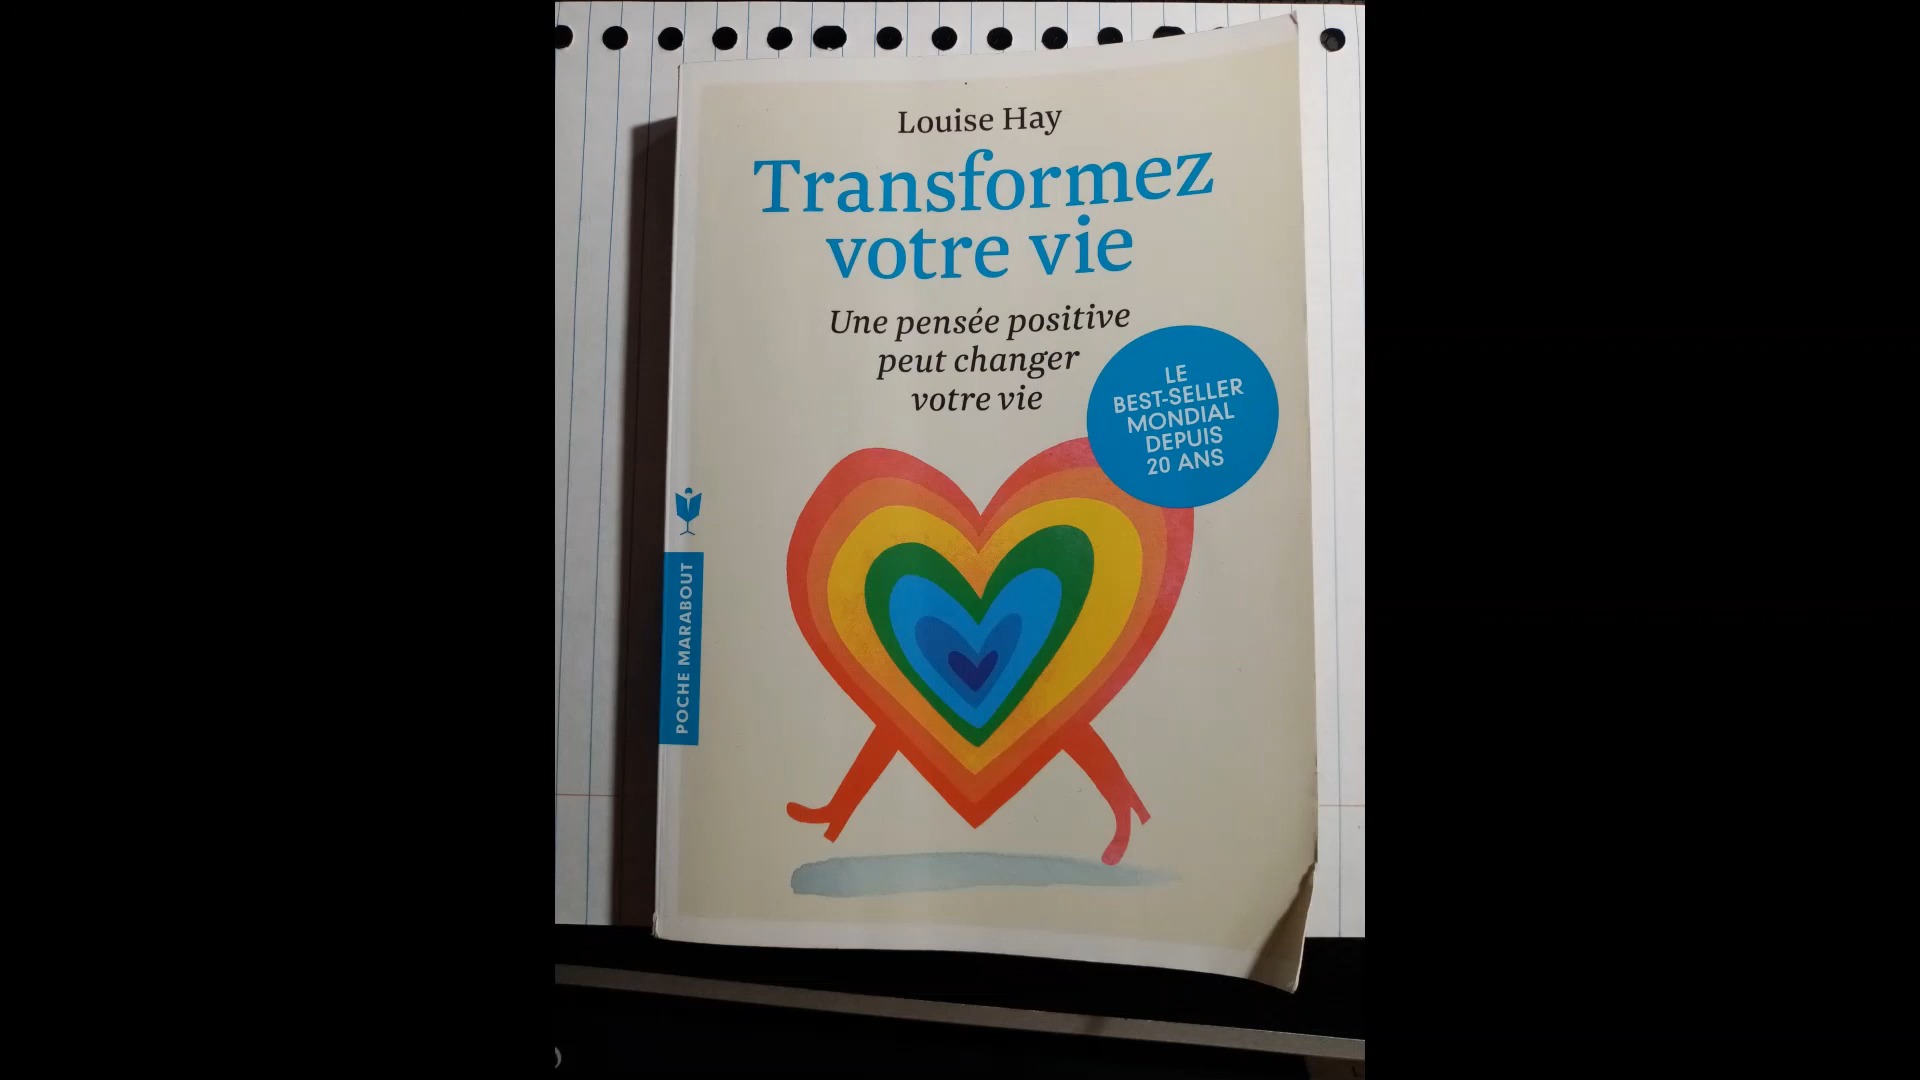 Louise Hay
Transformez
votre vie
Une pensée positive
peut changer
votre vie
LE
BEST-SELLER
MONDIAL
DEPUIS
20 ANS
POCHE MARABOUT